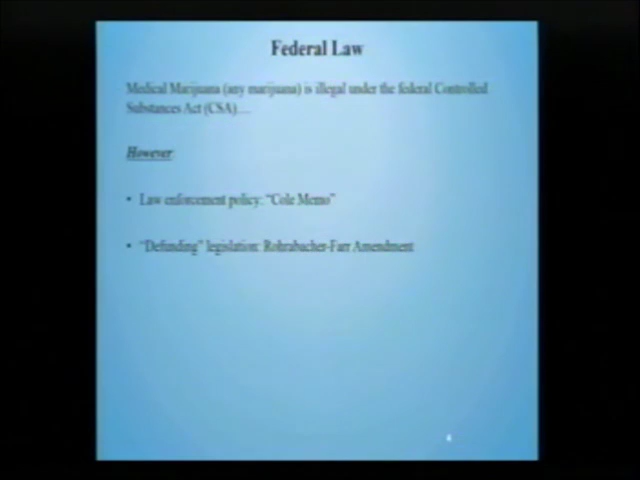 Federal Law
Medical Marijuana (any marijuana) is illegal under the federal Controlled
Substances Act (CSA)…
However
• Law enforcement policy: “Cole Memo”
• “Defunding” legislation: Rohrabacher-Farr Amendment
4